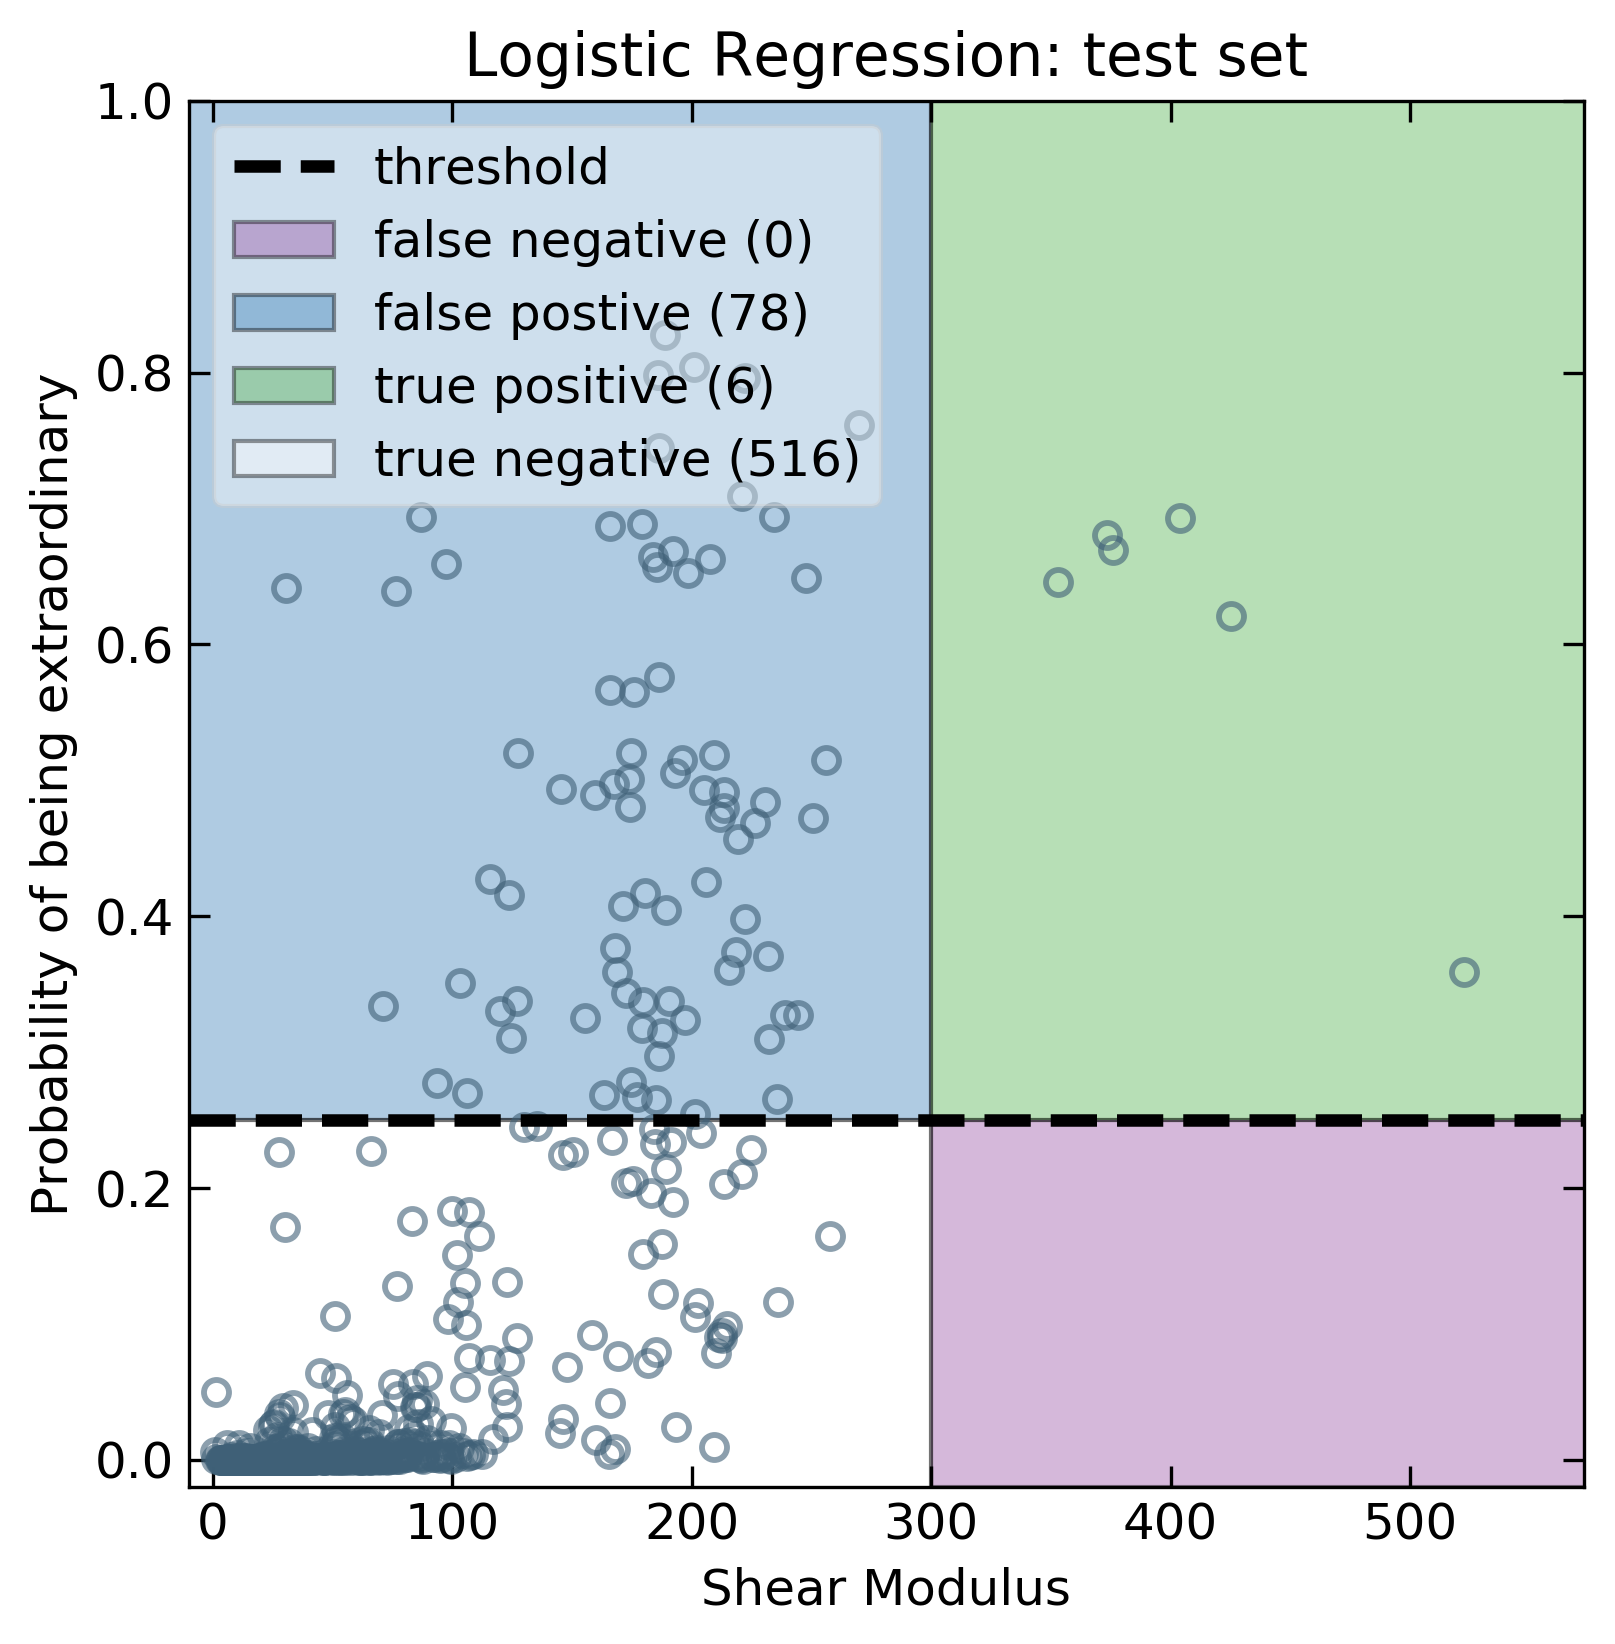 Logistic Regression: test set
1.0
0.8
0.6
0.4
0.2
0.0
Probability of being extraordinary
threshold
false negative (0)
false postive (78)
true positive (6)
true negative (516)
0
100
200
300
400
500
Shear Modulus